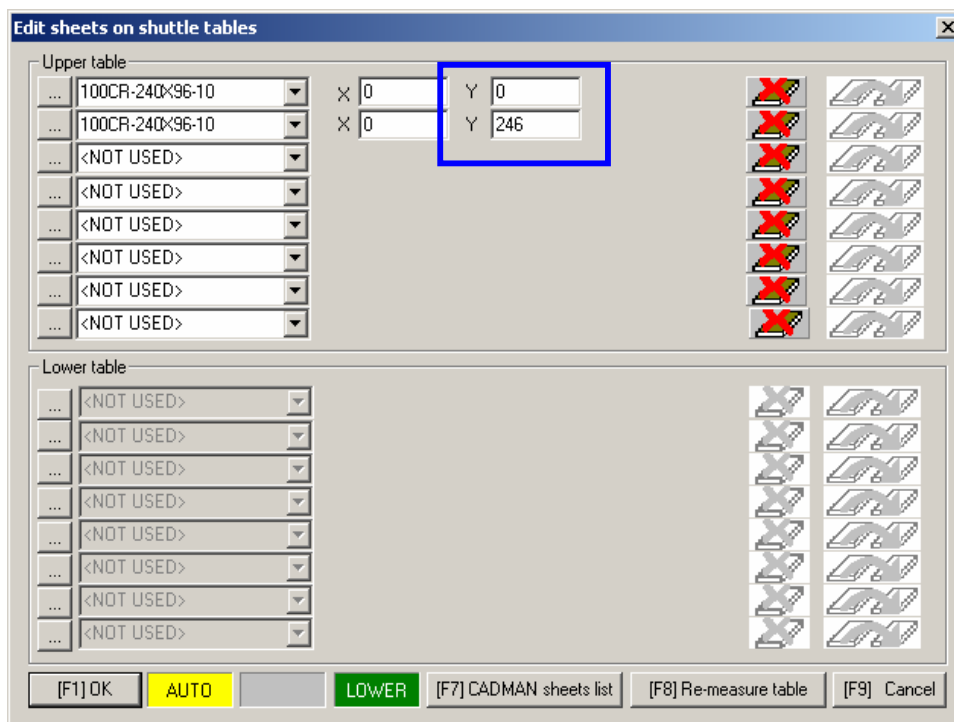 Edit sheets on shuttle tables
Upper table
... 100CR-240X96-10 X 0 Y 0
... 100CR-240X96-10 X 0 Y 246
... <NOT USED>
... <NOT USED>
... <NOT USED>
... <NOT USED>
... <NOT USED>
... <NOT USED>
Lower table
... <NOT USED>
... <NOT USED>
... <NOT USED>
... <NOT USED>
... <NOT USED>
... <NOT USED>
... <NOT USED>
... <NOT USED>
[F1] OK AUTO LOWER [F7] CADMAN sheets list [F8] Re-measure table [F9] Cancel